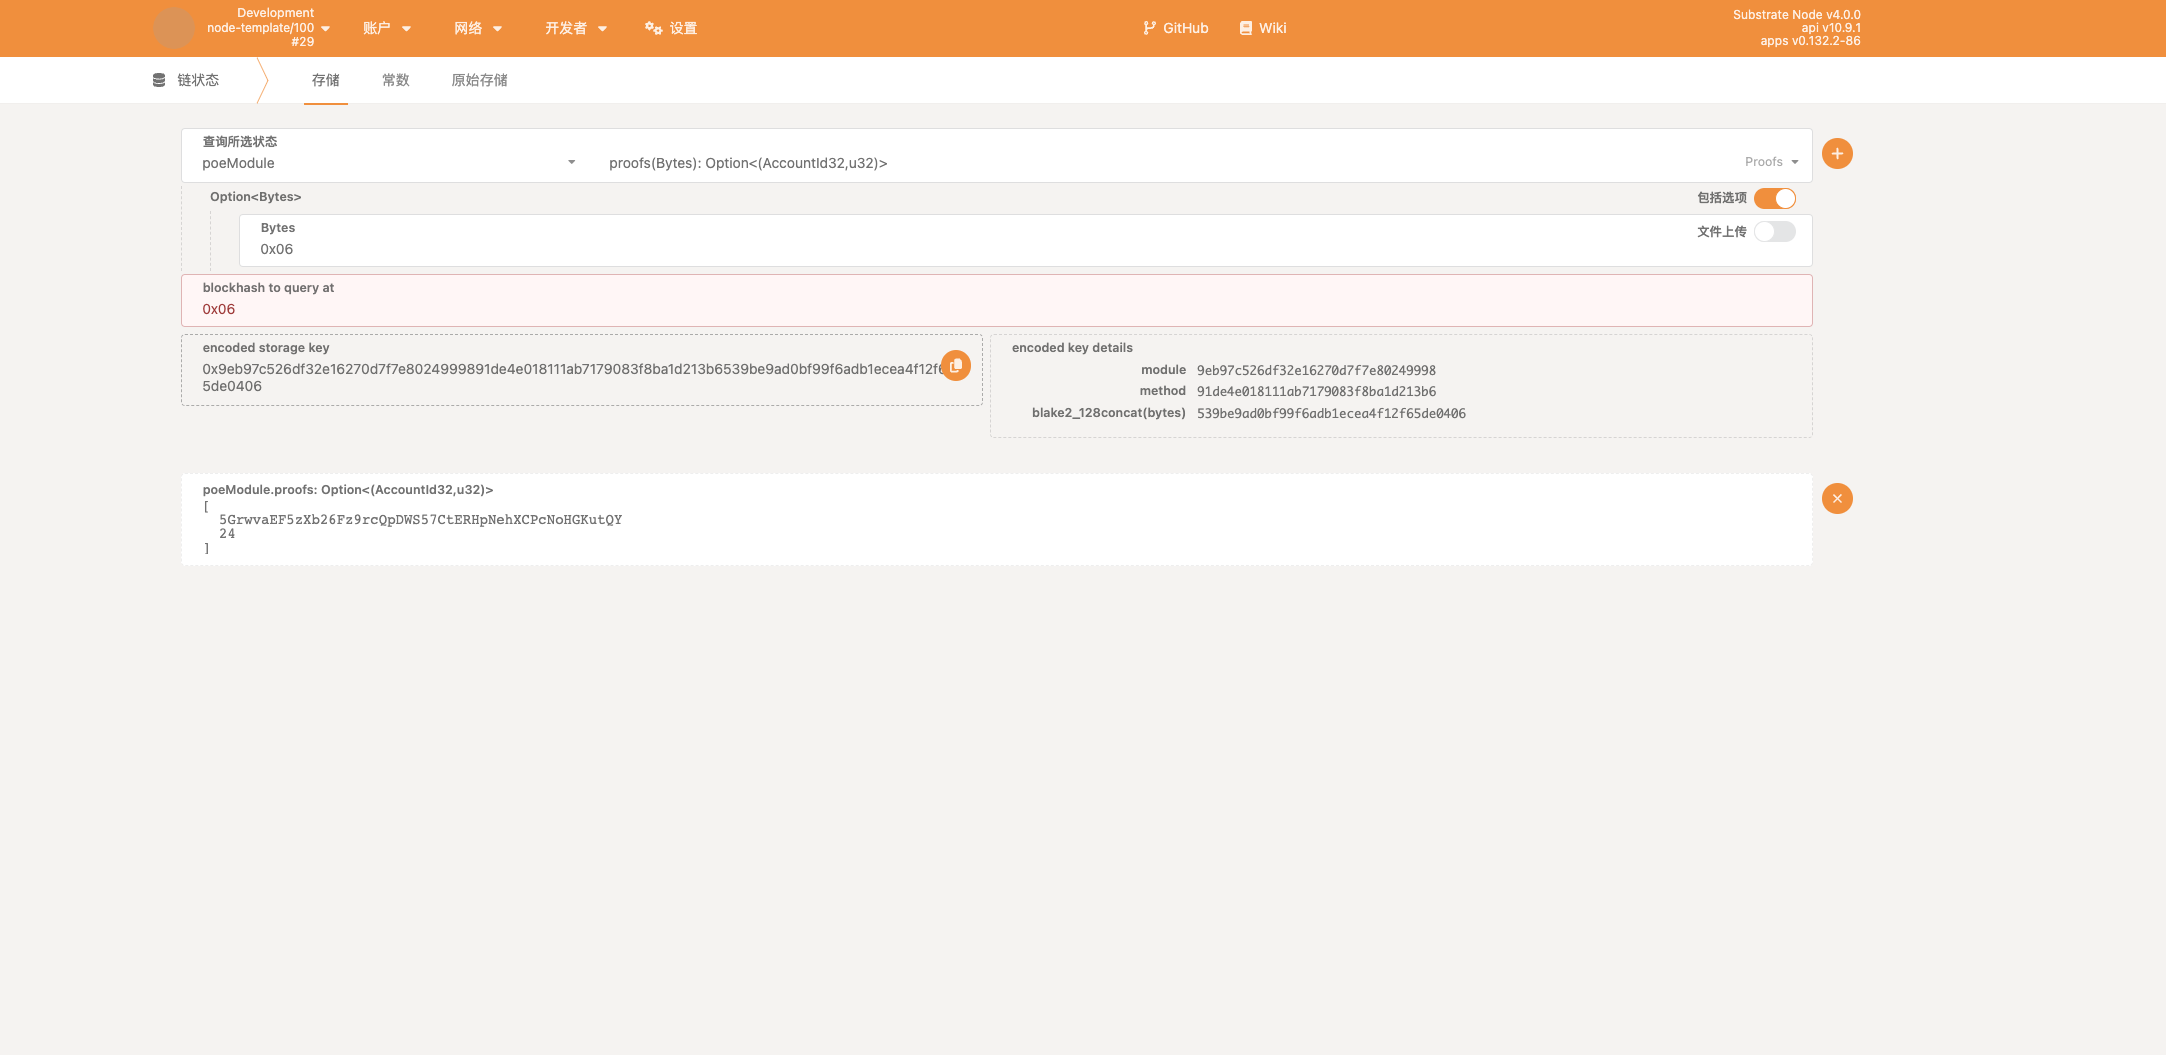 Development
node-template/100
#29
账户
网络
开发者
设置
GitHub
Wiki
Substrate Node v4.0.0
api v10.9.1
apps v0.132.2-86
链状态
存储
常数
原始存储
查询所选状态
poeModule
proofs(Bytes): Option<(AccountId32,u32)>
Proofs
Option<Bytes>
包括选项
Bytes
0x06
文件上传
blockhash to query at
0x06
encoded storage key
0x9eb97c526df32e16270d7f7e8024999891de4e018111ab7179083f8ba1d213b6539be9ad0bf99f6adb1ecea4f12f6
5de0406
encoded key details
module 9eb97c526df32e16270d7f7e80249998
method 91de4e018111ab7179083f8ba1d213b6
blake2_128concat(bytes) 539be9ad0bf99f6adb1ecea4f12f65de0406
poeModule.proofs: Option<(AccountId32,u32)>
[
5GrwvaEF5zXb26Fz9rcQpDWS57CtERHpNehXCPcNoHGKutQY
24
]